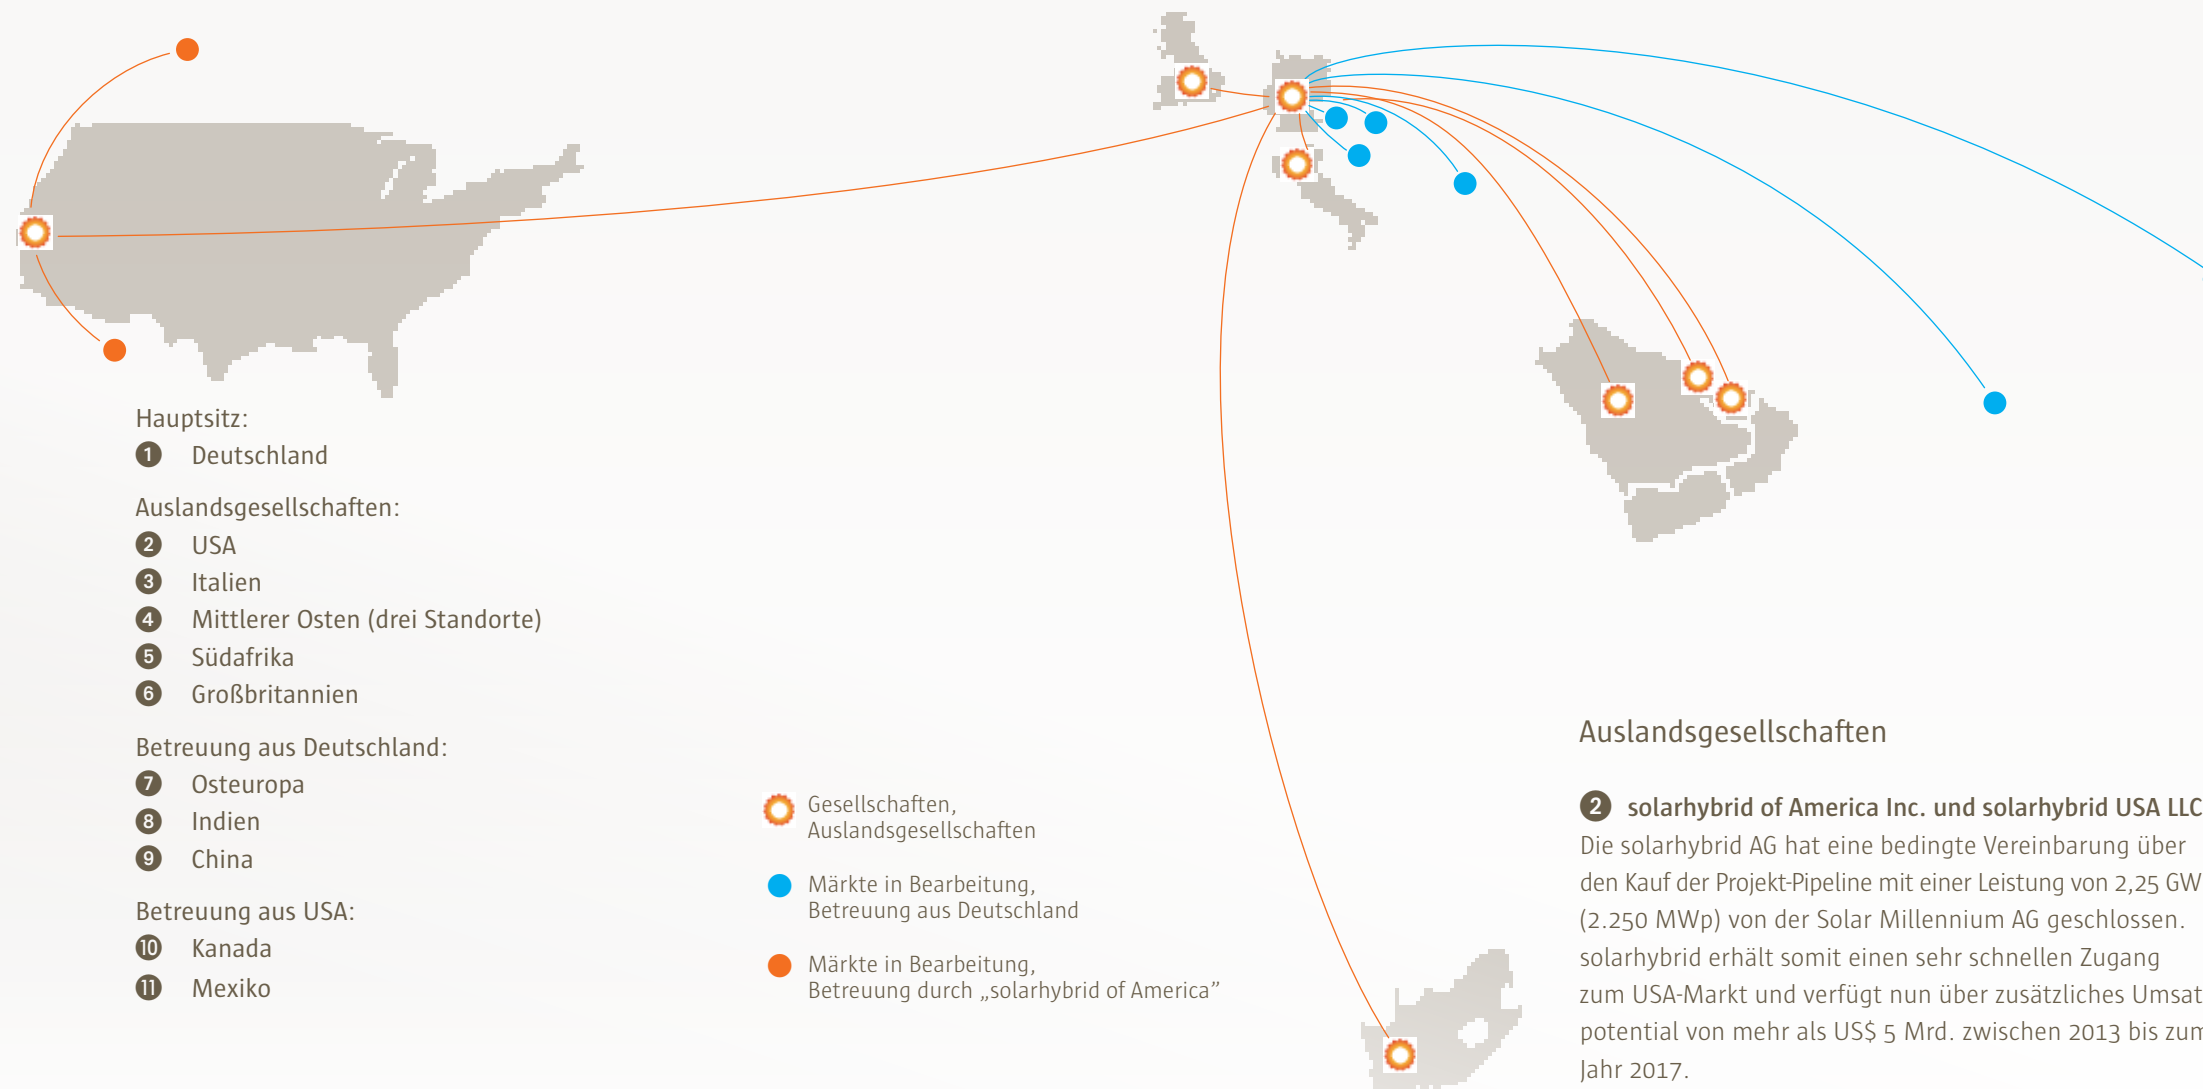 Hauptsitz:
1 Deutschland
Auslandsgesellschaften:
2 USA
3 Italien
4 Mittlerer Osten (drei Standorte)
5 Südafrika
6 Großbritannien
Betreuung aus Deutschland:
7 Osteuropa
8 Indien
9 China
Betreuung aus USA:
10 Kanada
11 Mexiko
Gesellschaften,
Auslandsgesellschaften
Märkte in Bearbeitung,
Betreuung aus Deutschland
Märkte in Bearbeitung,
Betreuung durch „solarhybrid of America”
Auslandsgesellschaften
2 solarhybrid of America Inc. und solarhybrid USA LLC
Die solarhybrid AG hat eine bedingte Vereinbarung über
den Kauf der Projekt-Pipeline mit einer Leistung von 2,25 GW
(2.250 MWp) von der Solar Millennium AG geschlossen.
solarhybrid erhält somit einen sehr schnellen Zugang
zum USA-Markt und verfügt nun über zusätzliches Umsat
potential von mehr als US$ 5 Mrd. zwischen 2013 bis zum
Jahr 2017.